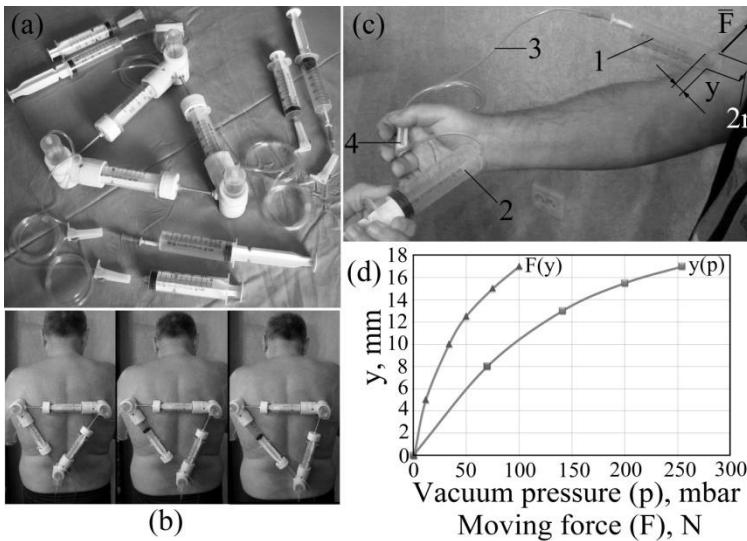 (a)
(b)
(c)
F̅
3
1
y
4
2
(d)
18
16
14
12
10
8
6
4
2
0
y, mm
F(y)
y(p)
0
50
100
150
200
250
300
Vacuum pressure (p), mbar
Moving force (F), N